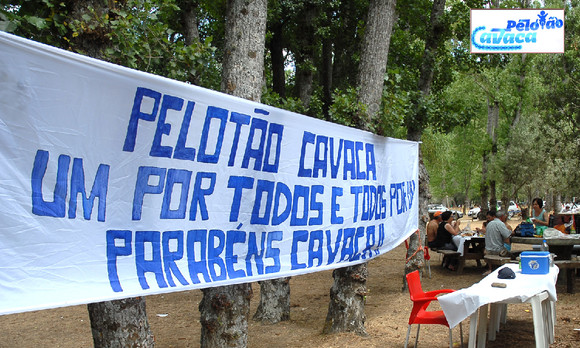 Pelotão
Cavaca
PELOTÃO CAVACA
UM POR TODOS E TODOS POR UM
PARABÉNS CAVACA!!